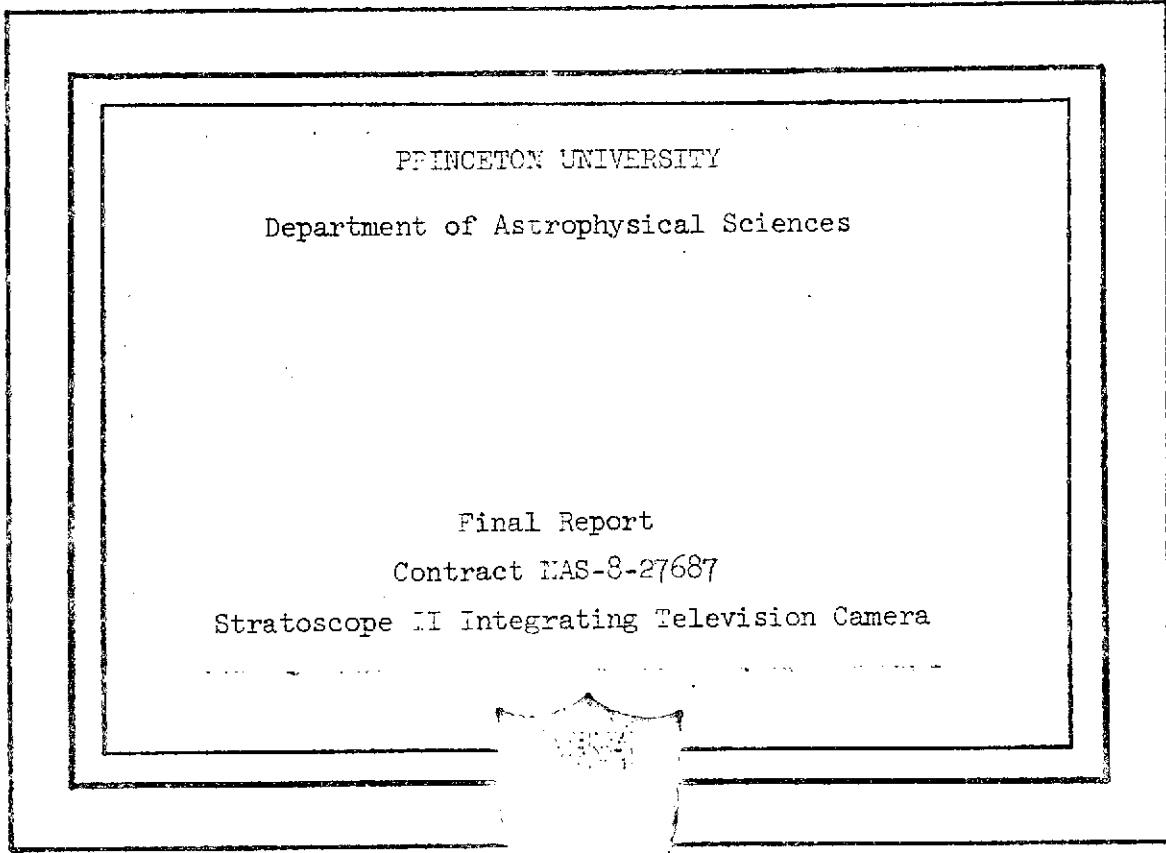 PRINCETON UNIVERSITY
Department of Astrophysical Sciences
Final Report
Contract NAS-8-27687
Stratoscope II Integrating Television Camera